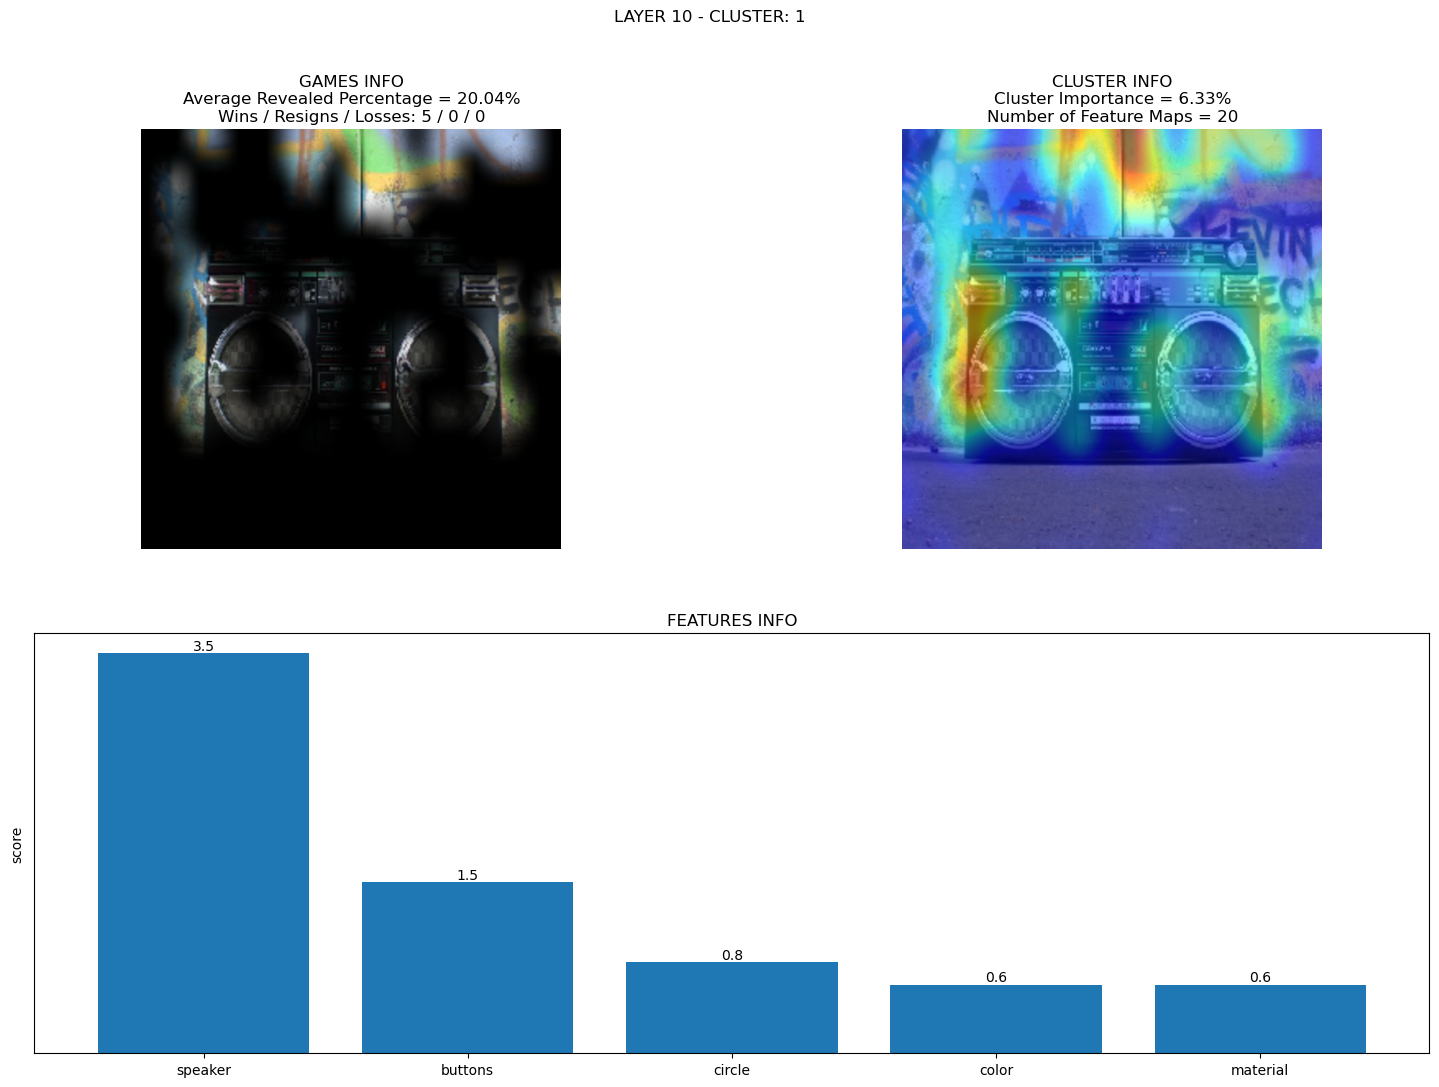 LAYER 10 - CLUSTER: 1
GAMES INFO
Average Revealed Percentage = 20.04%
Wins / Resigns / Losses: 5 / 0 / 0
CLUSTER INFO
Cluster Importance = 6.33%
Number of Feature Maps = 20
EVIN
ECK
FEATURES INFO
score
3.5
1.5
0.8
0.6
0.6
speaker
buttons
circle
color
material